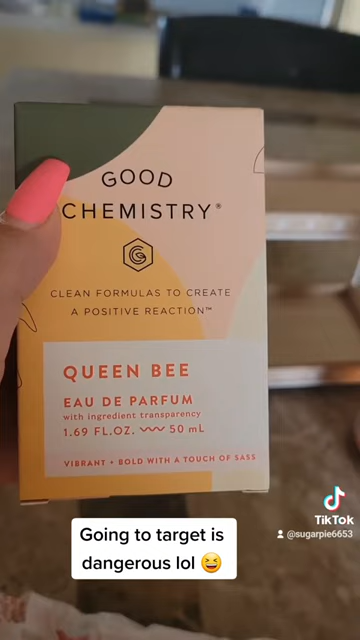 GOOD
CHEMISTRY®
CLEAN FORMULAS TO CREATE
A POSITIVE REACTION™
QUEEN BEE
EAU DE PARFUM
with ingredient transparency
1.69 FL.OZ. 50 mL
VIBRANT + BOLD WITH A TOUCH OF SASS
TikTok
@sugarpie6653
Going to target is
dangerous lol 😆